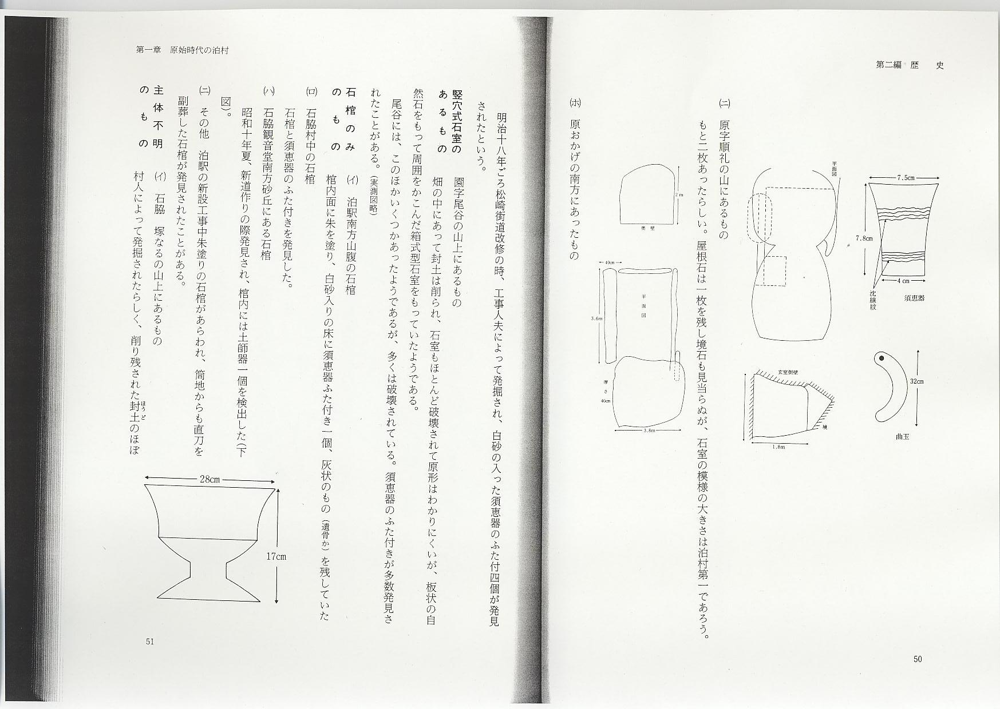 第二編　歴　史
7.5cm
7.8cm
4cm
沈線紋
須恵器
32cm
曲玉
平面図
玄室側壁
境
1.8m
㈡　原字順礼の山にあるもの
もと二枚あったらしい。屋根石は一枚を残し境石も見当らぬが、石室の模様の大きさは泊村第一であろう。
2m
奥壁
40cm
平面図
3.6m
厚さ
40cm
3.8m
㈭　原おかげの南方にあったもの
50
第一章　原始時代の泊村
明治十八年ごろ松崎街道改修の時、工事人夫によって発掘され、白砂の入った須恵器のふた付四個が発見
されたという。
竪穴式石室の
あるもの
園字尾谷の山上にあるもの
畑の中にあって封土は削られ、石室もほとんど破壊されて原形はわかりにくいが、板状の自
然石をもって周囲をかこんだ箱式型石室をもっていたようである。
尾谷には、このほかいくつかあったようであるが、多くは破壊されている。須恵器のふた付きが多数発見さ
れたことがある。（実測図略）
石棺のみ
のもの
㈑　泊駅南方山腹の石棺
棺内面に朱を塗り、白砂入りの床に須恵器ふた付き一個、灰状のもの（遺骨か）を残していた
㈺　石脇村中の石棺
石棺と須恵器のふた付きを発見した。
㈩　石脇観音堂南方砂丘にある石棺
昭和十年夏、新道作りの際発見され、棺内には土師器一個を検出した（下
図）。
㈡　その他　泊駅の新設工事中朱塗りの石棺があらわれ、筒地からも直刀を
副葬した石棺が発見されたことがある。
主体不明
のもの
(イ)　石脇　塚なるの山上にあるもの
村人によって発掘されたらしく、削り残された封土のほぼ
ほうど
28cm
17cm
51